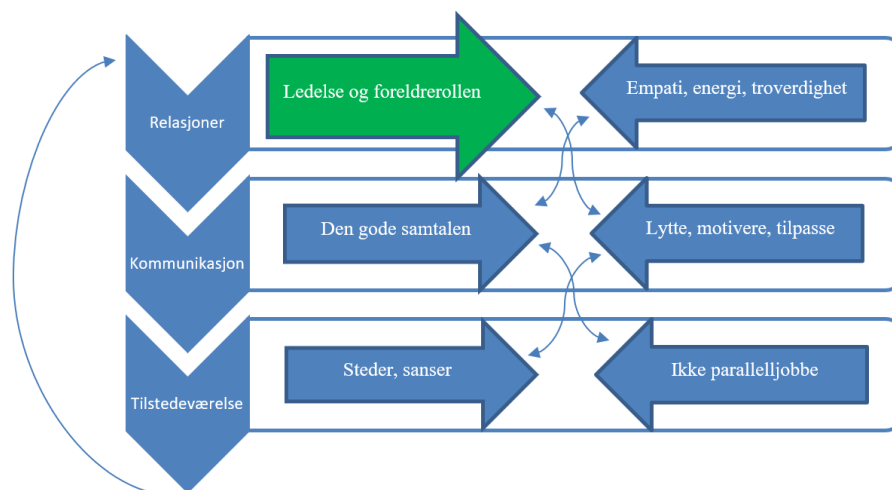 Relasjoner
Ledelse og foreldrerollen
Empati, energi, troverdighet
Kommunikasjon
Den gode samtalen
Lytte, motivere, tilpasse
Tilstedeværelse
Steder, sanser
Ikke parallelljobbe